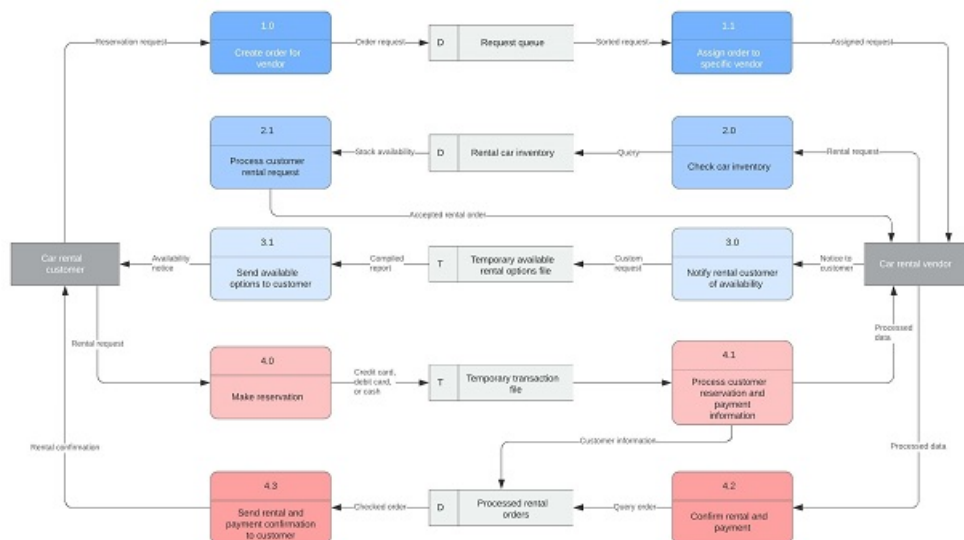 1.0
1.1
Reservation request
Order request
D
Request queue
Sorted request
Assigned request
Create order for
vendor
Assign order to
specific vendor
2.1
2.0
Stock availability
D
Rental car inventory
Query
Rental request
Process customer
rental request
Check car inventory
Accepted rental order
3.1
3.0
Car rental
customer
Availability
notice
Send available
options to customer
Compiled
report
T
Temporary available
rental options file
Custom
request
Notify rental customer
of availability
Notice to
customer
Car rental vendor
Rental request
Processed
data
4.0
4.1
Make reservation
Credit card,
debit card,
or cash
T
Temporary transaction
file
Process customer
reservation and
payment
information
Customer information
Rental confirmation
Processed data
4.3
4.2
Send rental and
payment confirmation
to customer
Checked order
D
Processed rental
orders
Query order
Confirm rental and
payment